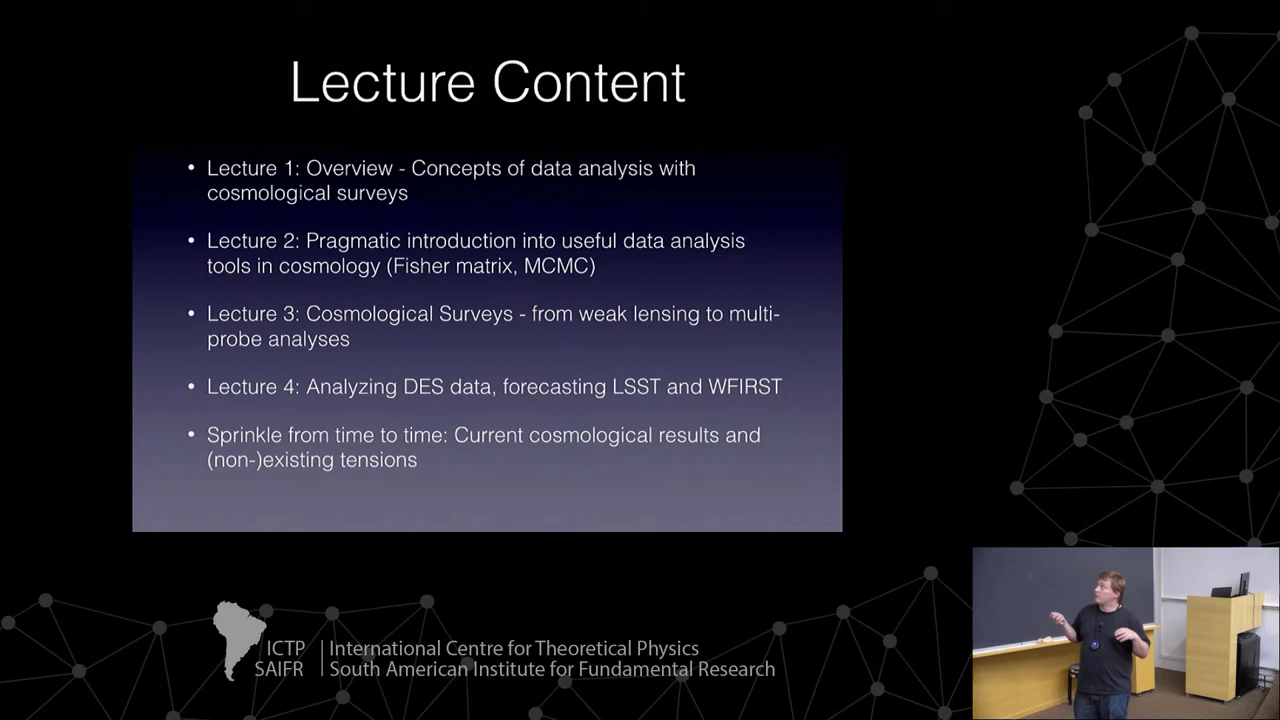 Lecture Content
• Lecture 1: Overview - Concepts of data analysis with
cosmological surveys
• Lecture 2: Pragmatic introduction into useful data analysis
tools in cosmology (Fisher matrix, MCMC)
• Lecture 3: Cosmological Surveys - from weak lensing to multi-
probe analyses
• Lecture 4: Analyzing DES data, forecasting LSST and WFIRST
• Sprinkle from time to time: Current cosmological results and
(non-)existing tensions
ICTP
SAIFR
International Centre for Theoretical Physics
South American Institute for Fundamental Research